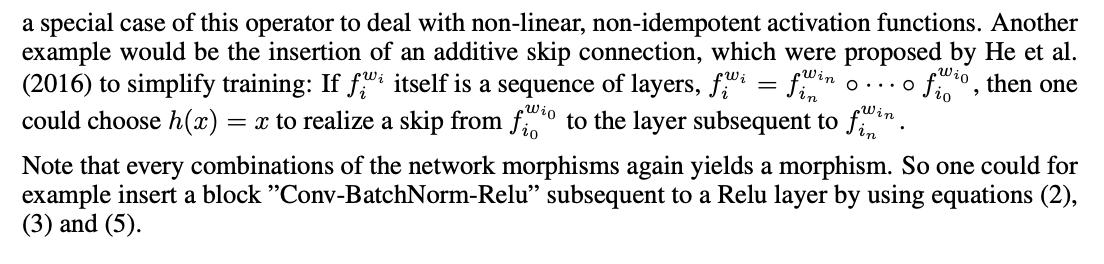 a special case of this operator to deal with non-linear, non-idempotent activation functions. Another
example would be the insertion of an additive skip connection, which were proposed by He et al.
(2016) to simplify training: If $f_i^{w_i}$ itself is a sequence of layers, $f_i^{w_i} = f_{i_n}^{w_{i_n}} \circ \cdots \circ f_{i_0}^{w_{i_0}}$, then one
could choose $h(x) = x$ to realize a skip from $f_{i_0}^{w_{i_0}}$ to the layer subsequent to $f_{i_n}^{w_{i_n}}$.
Note that every combinations of the network morphisms again yields a morphism. So one could for
example insert a block ”Conv-BatchNorm-Relu” subsequent to a Relu layer by using equations (2),
(3) and (5).